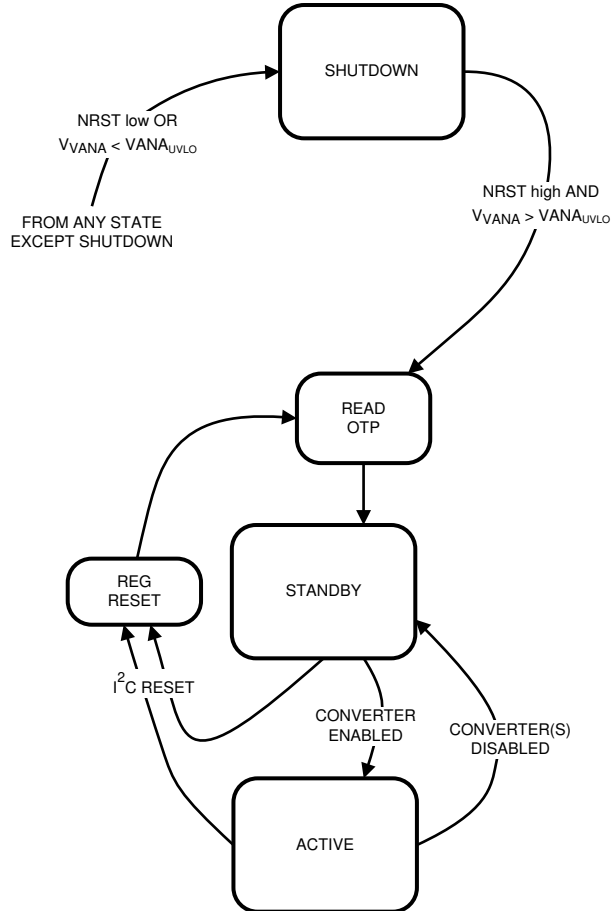 SHUTDOWN
NRST low OR
VVANA < VANAUVLO
FROM ANY STATE
EXCEPT SHUTDOWN
NRST high AND
VVANA > VANAUVLO
READ
OTP
STANDBY
REG
RESET
I2C RESET
CONVERTER
ENABLED
CONVERTER(S)
DISABLED
ACTIVE